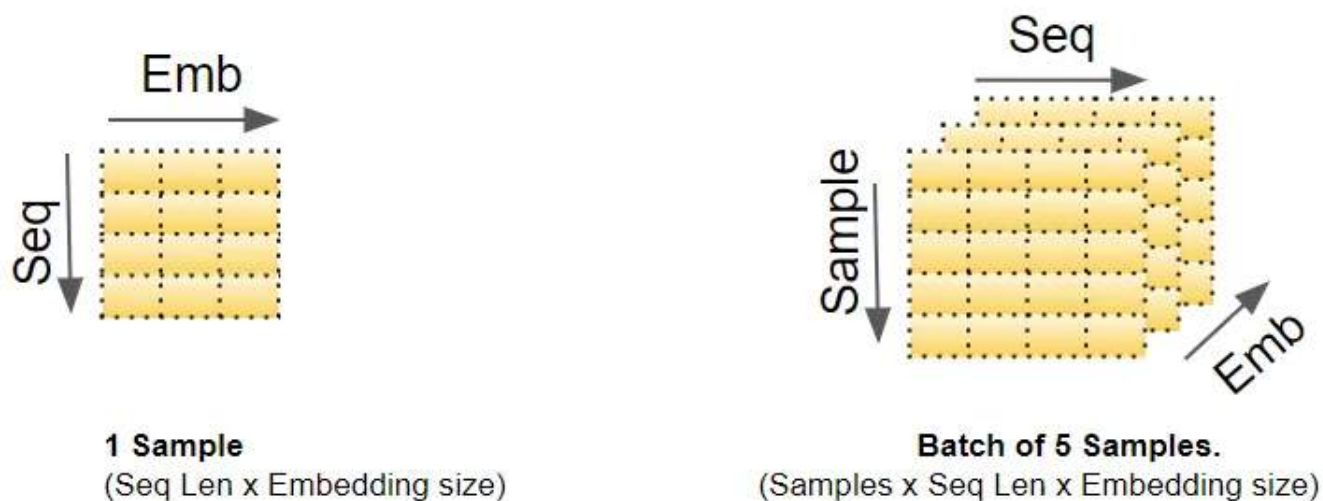 Emb
Seq
1 Sample
(Seq Len x Embedding size)
Seq
Sample
Emb
Batch of 5 Samples.
(Samples x Seq Len x Embedding size)